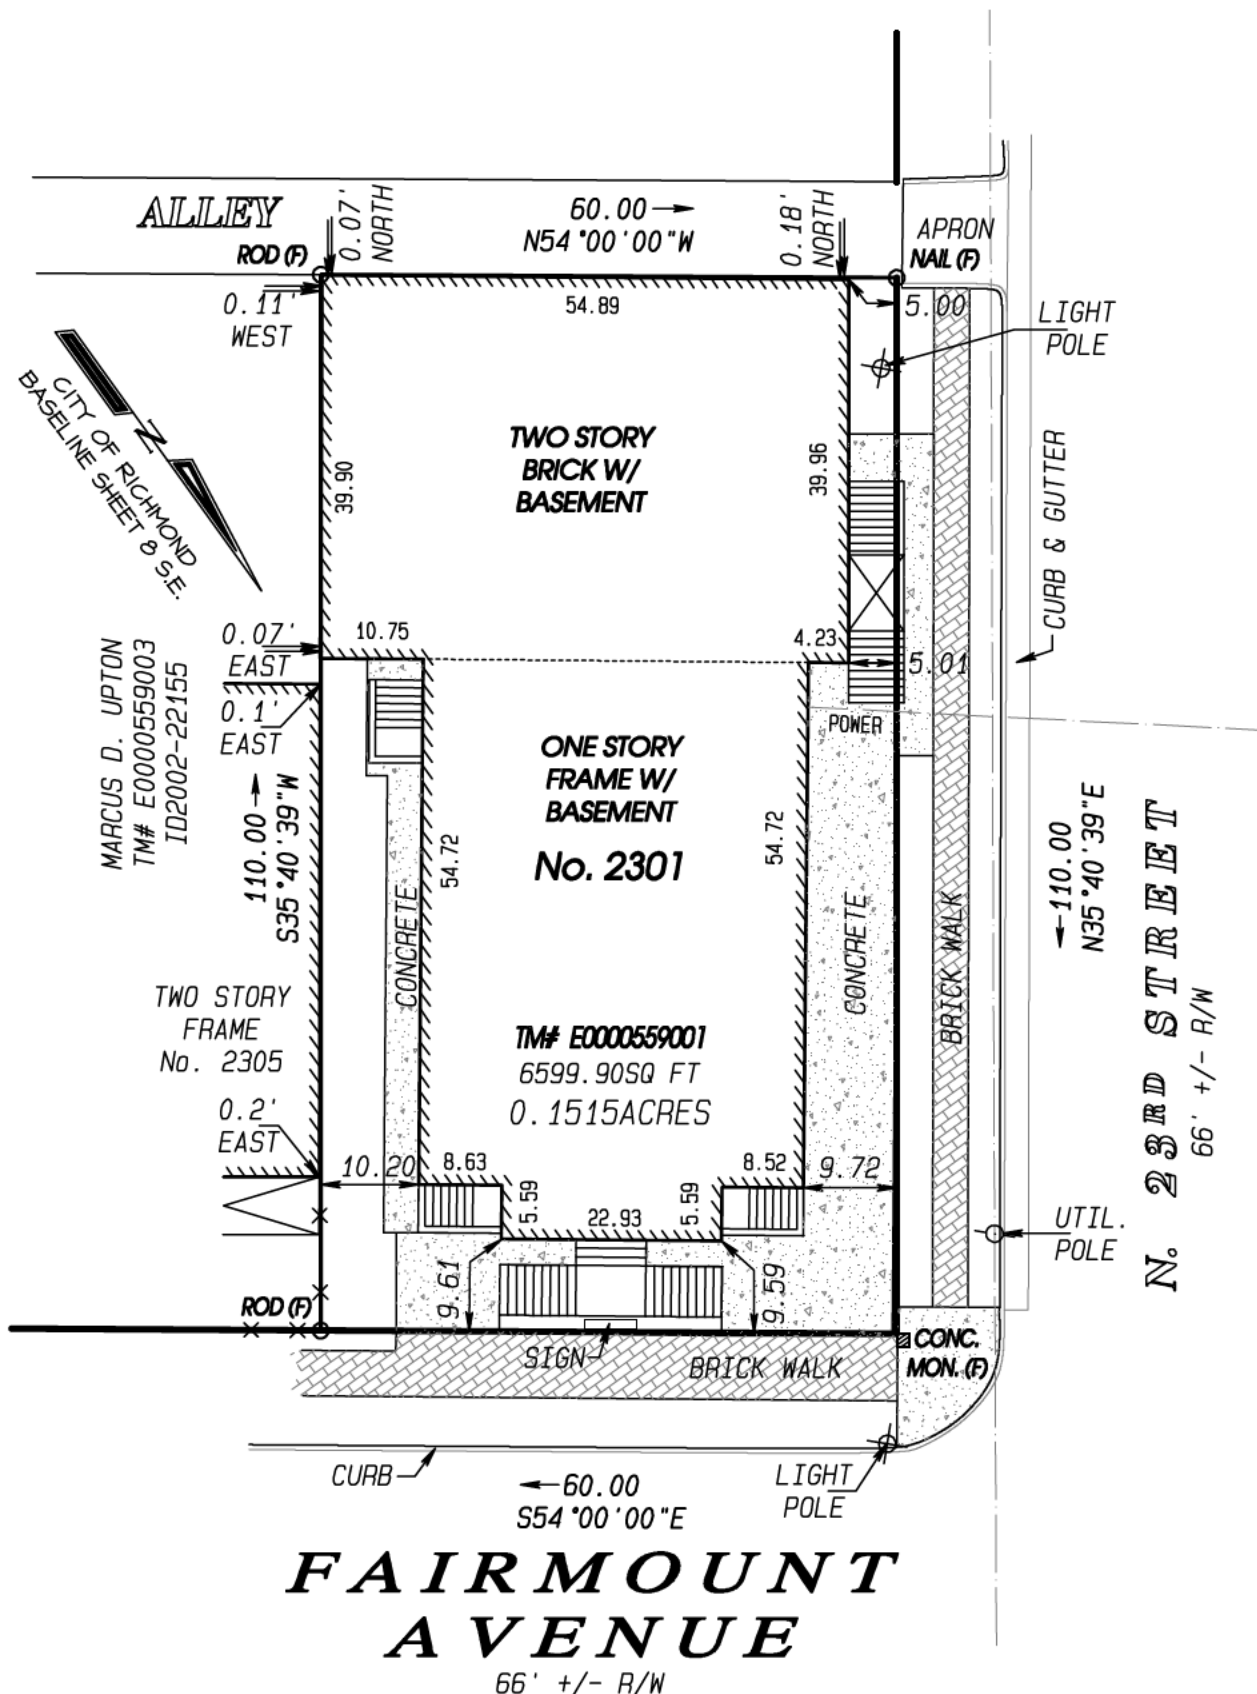 ALLEY
0.07'
NORTH
60.00
N54°00'00"W
0.18'
NORTH
APRON
ROD (F)
NAIL (F)
0.11'
WEST
54.89
5.00
LIGHT
POLE
CITY OF RICHMOND
BASELINE SHEET 8 S.E.
N
TWO STORY
BRICK W/
BASEMENT
39.90
39.96
CURB & GUTTER
0.07'
EAST
10.75
4.23
5.01
MARCUS D. UPTON
TM# E0000559003
ID2002-22155
0.1'
EAST
POWER
ONE STORY
FRAME W/
BASEMENT
No. 2301
110.00
S35°40'39"W
54.72
54.72
110.00
N35°40'39"E
CONCRETE
CONCRETE
BRICK WALK
N. 23RD STREET
66' +/- R/W
TWO STORY
FRAME
No. 2305
TM# E0000559001
6599.90SQ FT
0.1515ACRES
0.2'
EAST
10.20
8.63
8.52
9.72
5.59
22.93
5.59
UTIL.
POLE
9.61
9.59
ROD (F)
SIGN
BRICK WALK
CONC.
MON. (F)
CURB
60.00
S54°00'00"E
LIGHT
POLE
FAIRMOUNT
AVENUE
66' +/- R/W